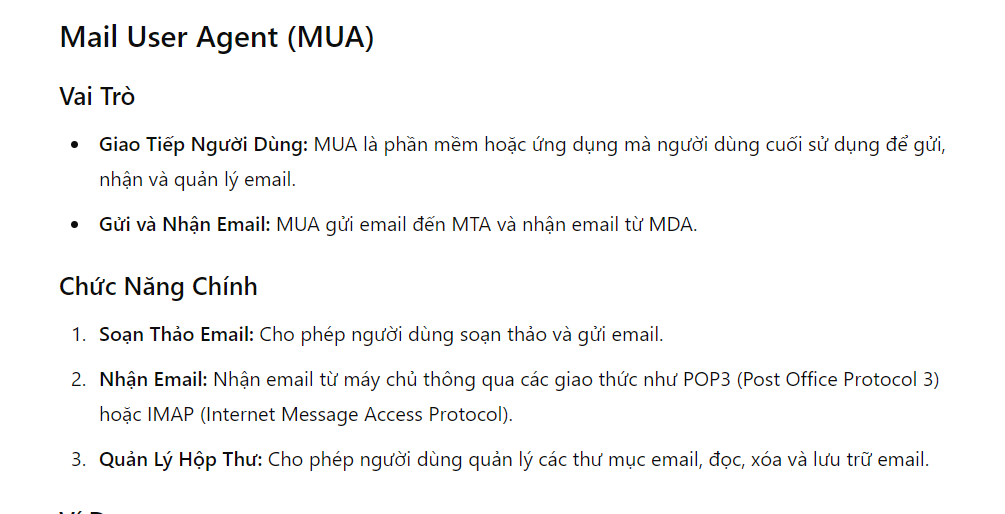 Mail User Agent (MUA)
Vai Trò
• Giao Tiếp Người Dùng: MUA là phần mềm hoặc ứng dụng mà người dùng cuối sử dụng để gửi,
nhận và quản lý email.
• Gửi và Nhận Email: MUA gửi email đến MTA và nhận email từ MDA.
Chức Năng Chính
1. Soạn Thảo Email: Cho phép người dùng soạn thảo và gửi email.
2. Nhận Email: Nhận email từ máy chủ thông qua các giao thức như POP3 (Post Office Protocol 3)
hoặc IMAP (Internet Message Access Protocol).
3. Quản Lý Hộp Thư: Cho phép người dùng quản lý các thư mục email, đọc, xóa và lưu trữ email.